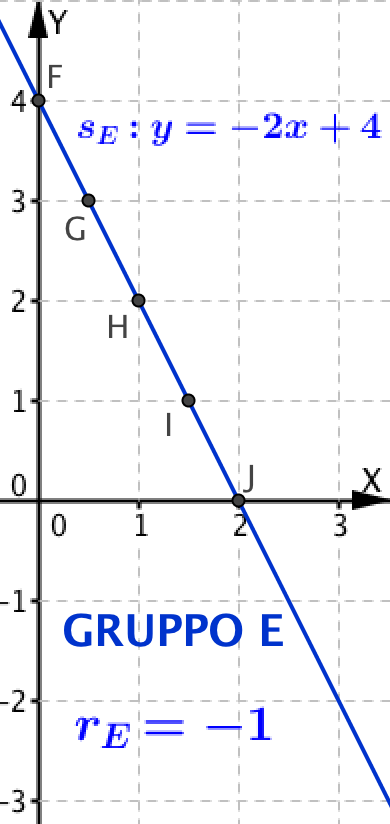 Y
F
4
s_E : y = −2x + 4
3
G
2
H
1
I
0
J
X
0
1
2
3
−1
GRUPPO E
−2
r_E = −1
−3